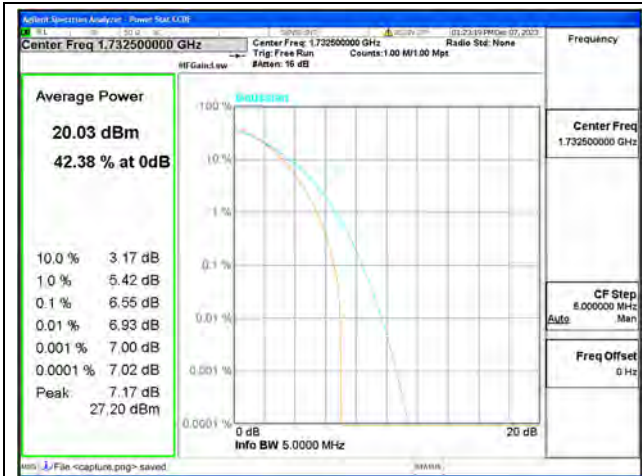 Agilent Spectrum Analyzer - Power Stat CCDF
Center Freq 1.732500000 GHz
Center Freq: 1.732500000 GHz
Trig: Free Run
Counts:1.00 M/1.00 Mpt
#Atten: 16 dB
01:23:19 PM Dec 07, 2023
Radio Std: None
Frequency
Average Power
20.03 dBm
42.38 % at 0dB
10.0 % 3.17 dB
1.0 % 5.42 dB
0.1 % 6.55 dB
0.01 % 6.93 dB
0.001 % 7.00 dB
0.0001 % 7.02 dB
Peak 7.17 dB
27.20 dBm
Gaussian
100 %
10 %
1 %
0.1 %
0.01 %
0.001 %
0.0001 %
0 dB
20 dB
Info BW 5.0000 MHz
Center Freq
1.732500000 GHz
CF Step
5.000000 MHz
Auto Man
Freq Offset
0 Hz
MSG File <capture.png> saved
STATUS